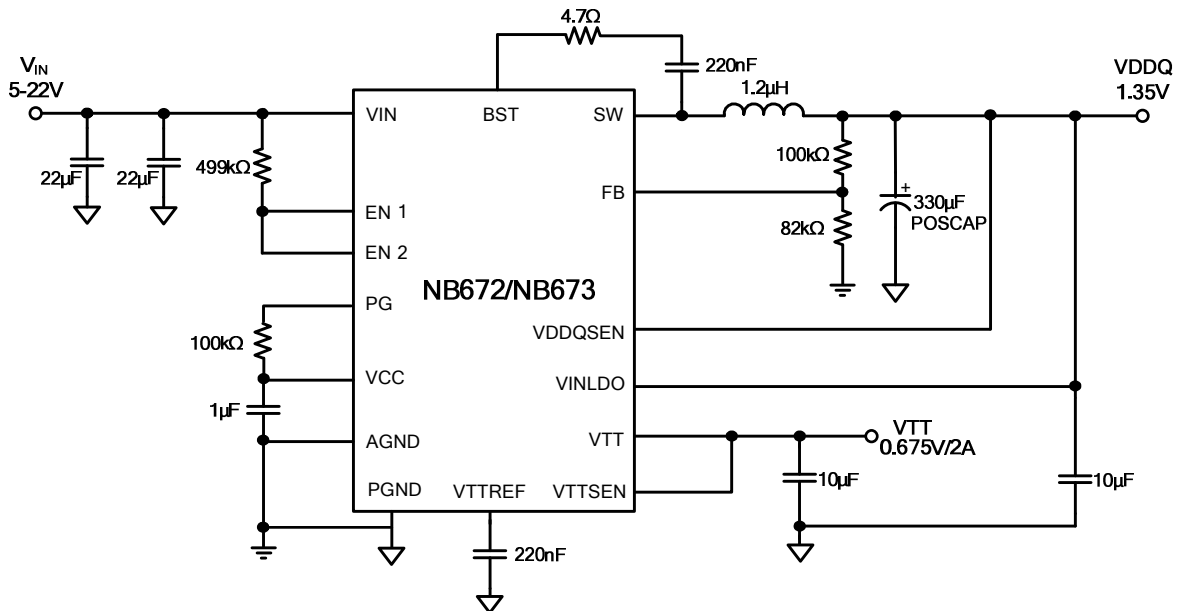 4.7Ω
220nF
1.2µH
VIN
5-22V
VDDQ
1.35V
VIN
BST
SW
22µF
22µF
499kΩ
100kΩ
FB
330µF
POSCAP
+
82kΩ
EN 1
EN 2
NB672/NB673
PG
VDDQSEN
100kΩ
VCC
VINLDO
1µF
AGND
VTT
VTT
0.675V/2A
PGND
VTTREF
VTTSEN
10µF
10µF
220nF